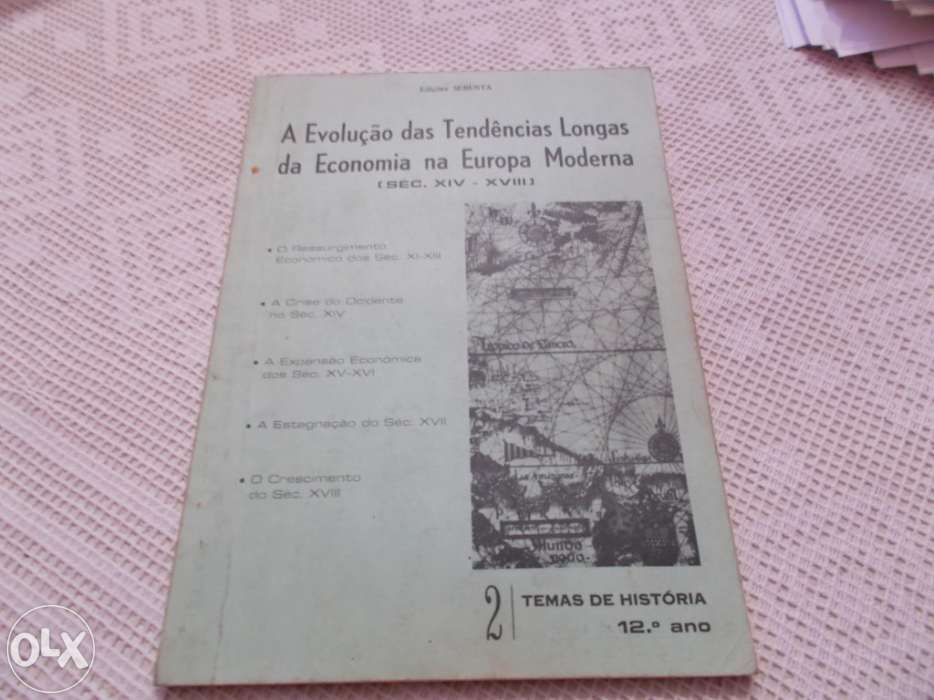 Edições SEBENTA
A Evolução das Tendências Longas
da Economia na Europa Moderna
(SÉC. XIV - XVIII)
• O Ressurgimento
Económico dos Séc. XI-XIII
• A Crise do Ocidente
no Séc. XIV
• A Expansão Económica
dos Séc. XV-XVI
• A Estagnação do Séc. XVII
• O Crescimento
do Séc. XVIII
Mundo
2 TEMAS DE HISTÓRIA
12.º ano
OLX